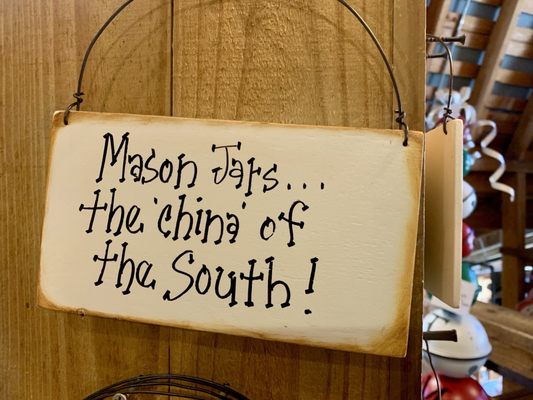 Mason Jars...
the 'china' of
the South!